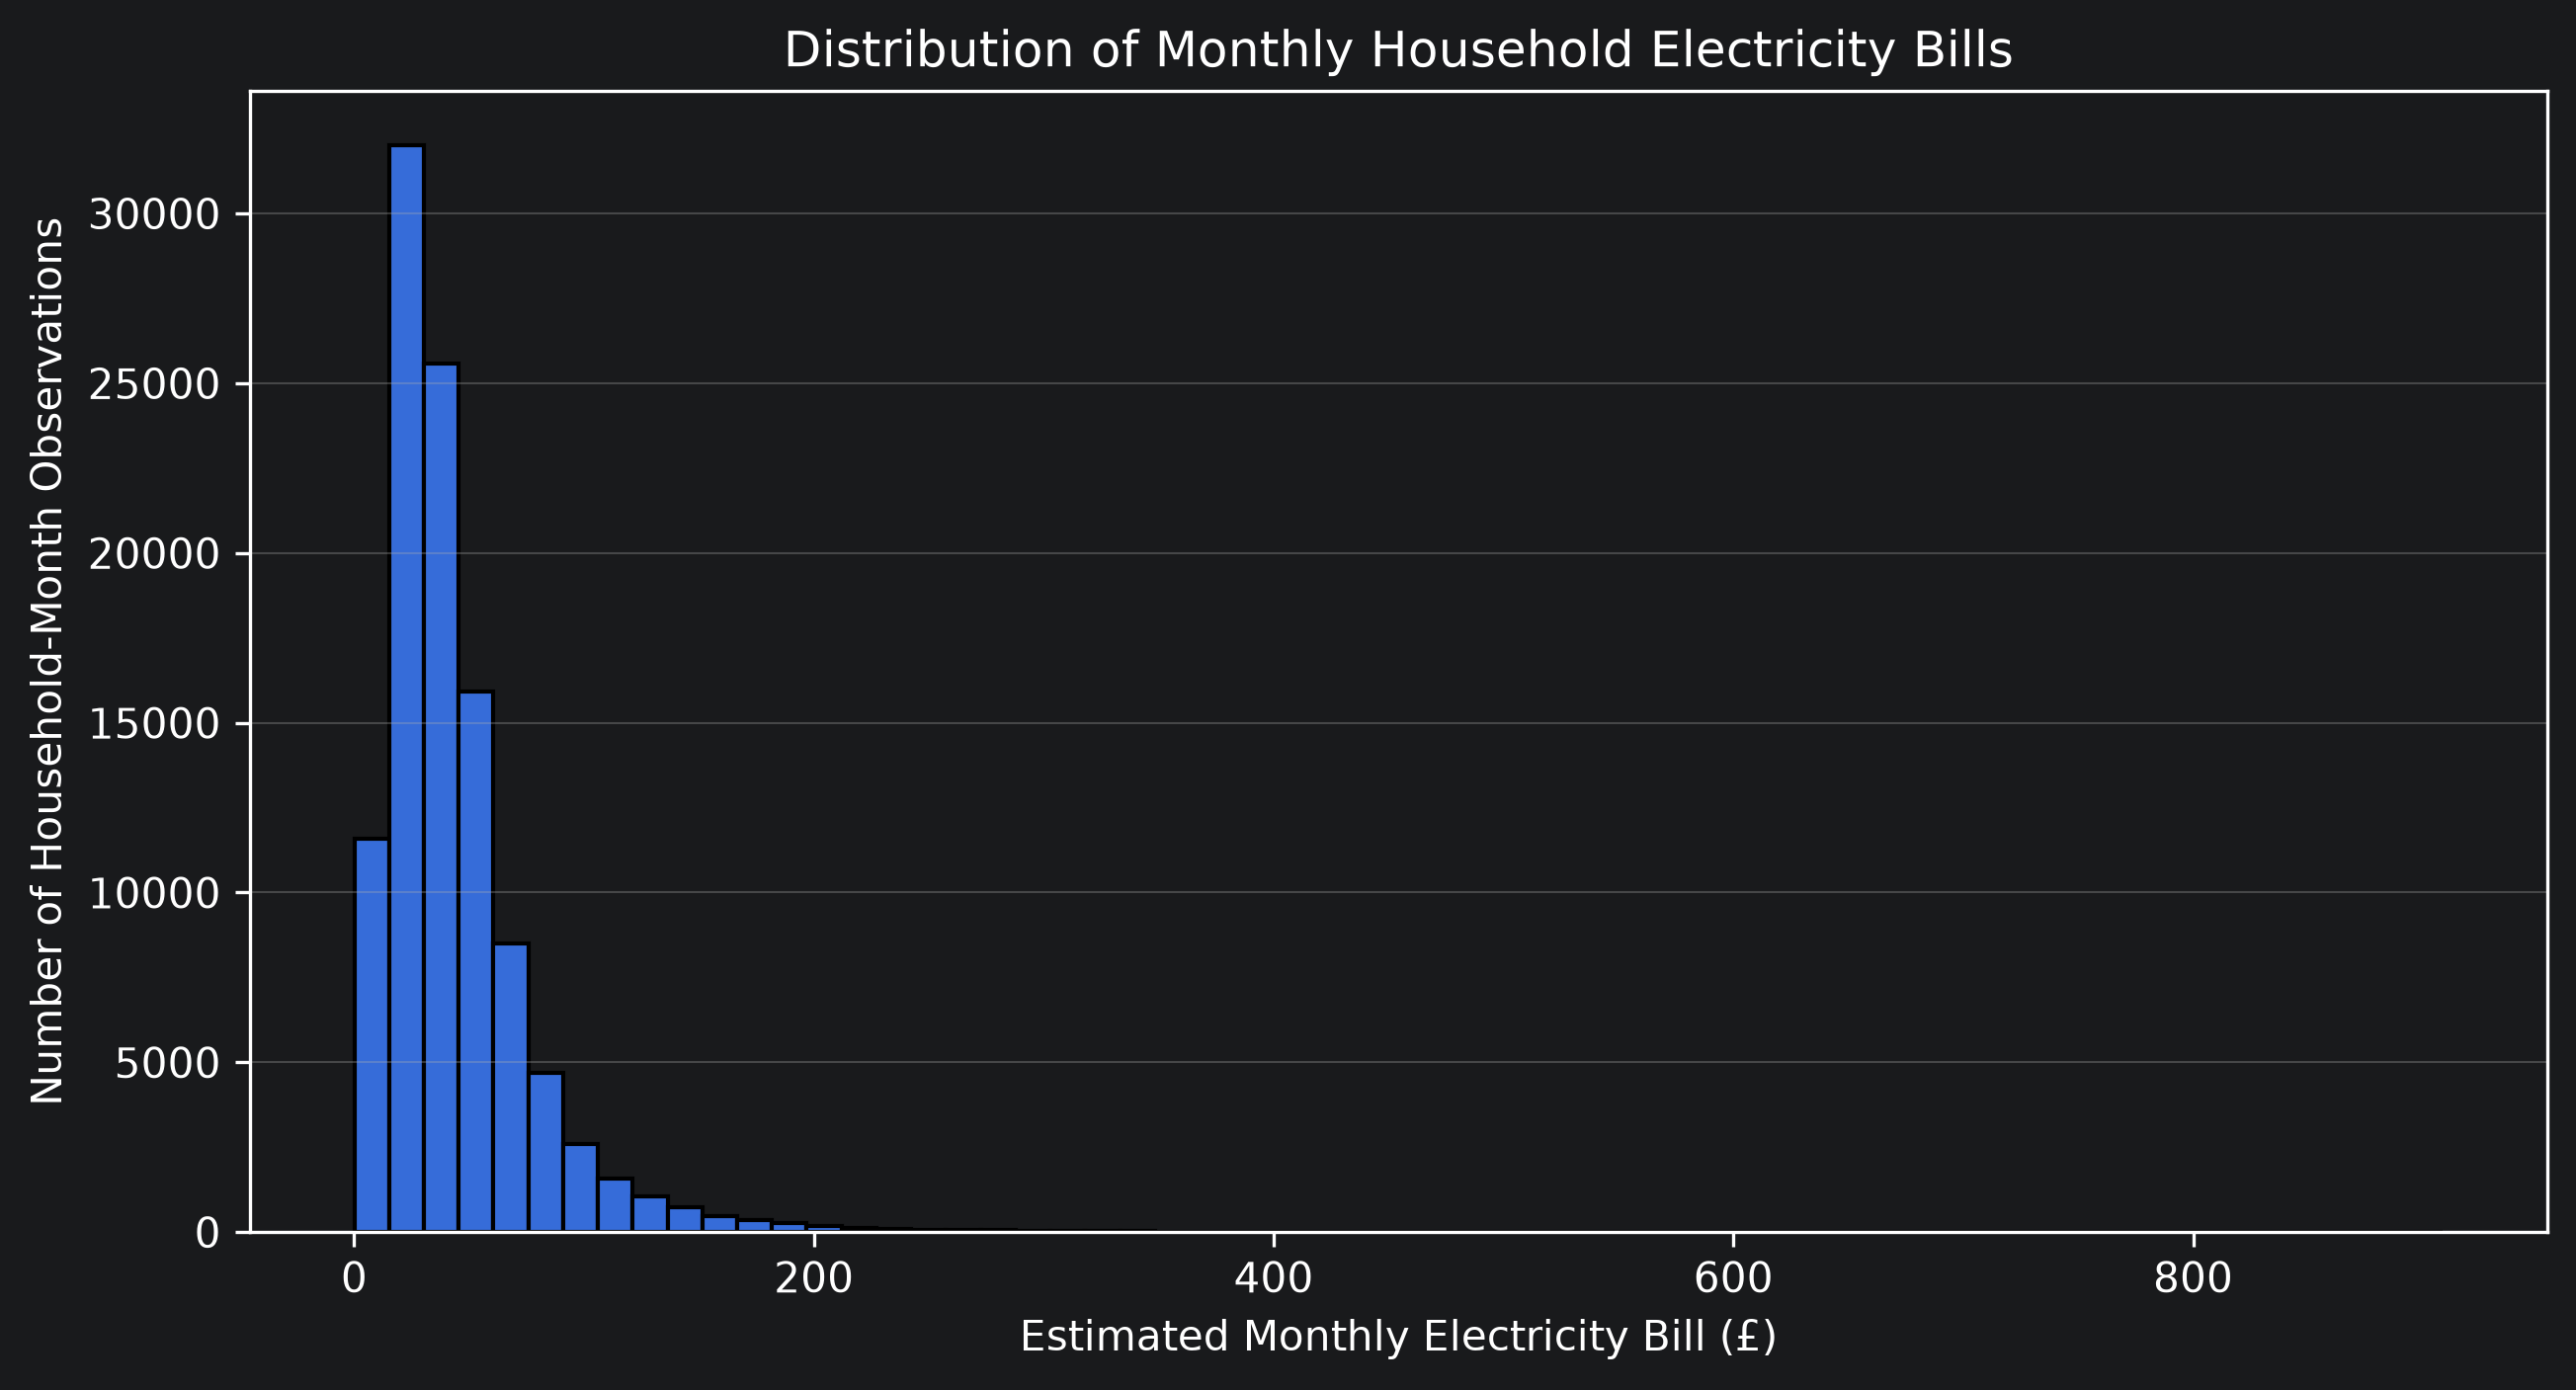 Distribution of Monthly Household Electricity Bills
Number of Household-Month Observations
30000
25000
20000
15000
10000
5000
0
0 200 400 600 800
Estimated Monthly Electricity Bill (£)